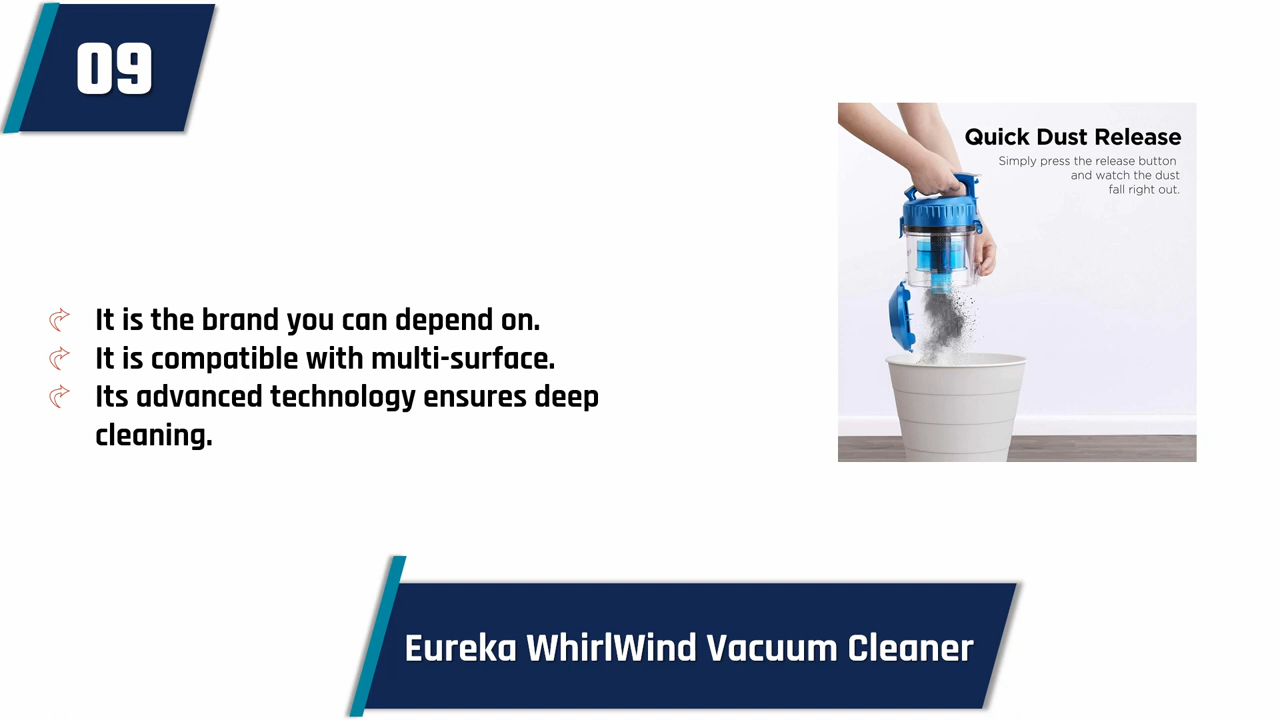 09
Quick Dust Release
Simply press the release button
and watch the dust
fall right out.
It is the brand you can depend on.
It is compatible with multi-surface.
Its advanced technology ensures deep
cleaning.
Eureka WhirlWind Vacuum Cleaner